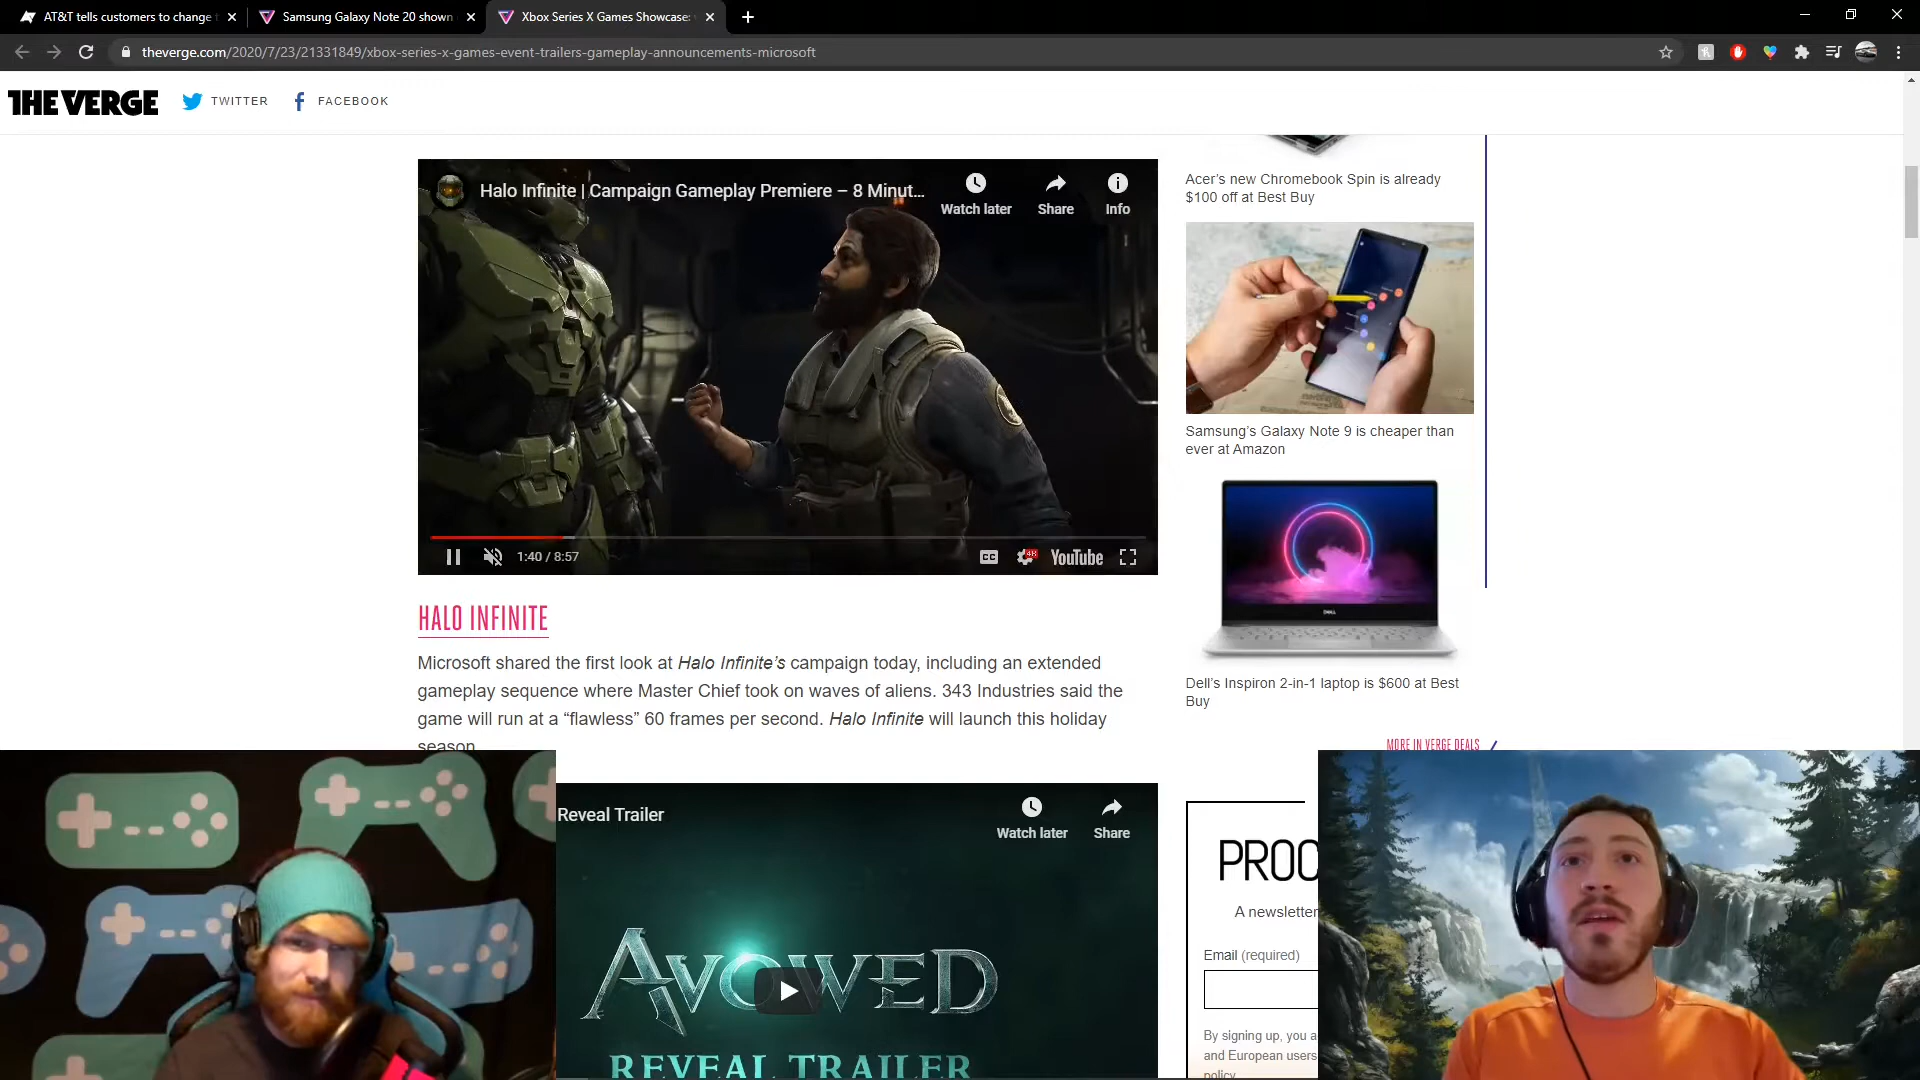 AT&T tells customers to change
Samsung Galaxy Note 20 shown
Xbox Series X Games Showcase:
theverge.com/2020/7/23/21331849/xbox-series-x-games-event-trailers-gameplay-announcements-microsoft
THE VERGE
TWITTER
FACEBOOK
Halo Infinite | Campaign Gameplay Premiere – 8 Minut...
Watch later
Share
Info
1:40 / 8:57
CC
4K
YouTube
HALO INFINITE
Microsoft shared the first look at Halo Infinite's campaign today, including an extended
gameplay sequence where Master Chief took on waves of aliens. 343 Industries said the
game will run at a “flawless” 60 frames per second. Halo Infinite will launch this holiday
season.
Reveal Trailer
Watch later
Share
AVOWED
REVEAL TRAILER
Acer's new Chromebook Spin is already
$100 off at Best Buy
Samsung's Galaxy Note 9 is cheaper than
ever at Amazon
DELL
Dell's Inspiron 2-in-1 laptop is $600 at Best
Buy
MORE IN VERGE DEALS
PROC
A newsletter
Email (required)
By signing up, you a
and European users
policy